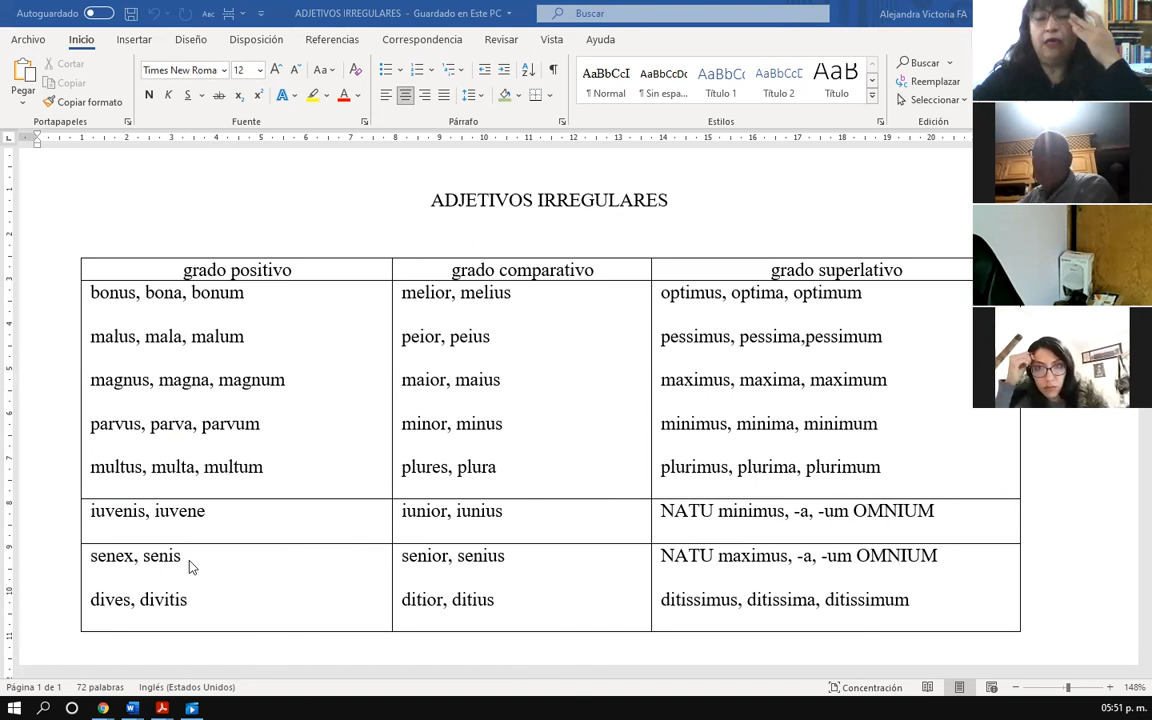 Autoguardado
ADJETIVOS IRREGULARES - Guardado en Este PC
Buscar
Alejandra Victoria FA
Archivo Inicio Insertar Diseño Disposición Referencias Correspondencia Revisar Vista Ayuda
Cortar
Copiar
Pegar
Copiar formato
Times New Roma 12
N K S ab x₂ x²
AaBbCcI AaBbCcDc AaBbCc AaBbCcC AaB
¶ Normal ¶ Sin espa... Título 1 Título 2 Título
Buscar
Reemplazar
Seleccionar
Portapapeles Fuente Párrafo Estilos Edición
ADJETIVOS IRREGULARES
grado positivo grado comparativo grado superlativo
bonus, bona, bonum melior, melius optimus, optima, optimum
malus, mala, malum peior, peius pessimus, pessima,pessimum
magnus, magna, magnum maior, maius maximus, maxima, maximum
parvus, parva, parvum minor, minus minimus, minima, minimum
multus, multa, multum plures, plura plurimus, plurima, plurimum
iuvenis, iuvene iunior, iunius NATU minimus, -a, -um OMNIUM
senex, senis senior, senius NATU maximus, -a, -um OMNIUM
dives, divitis ditior, ditius ditissimus, ditissima, ditissimum
Página 1 de 1 72 palabras Inglés (Estados Unidos) Concentración 148%
05:51 p. m.